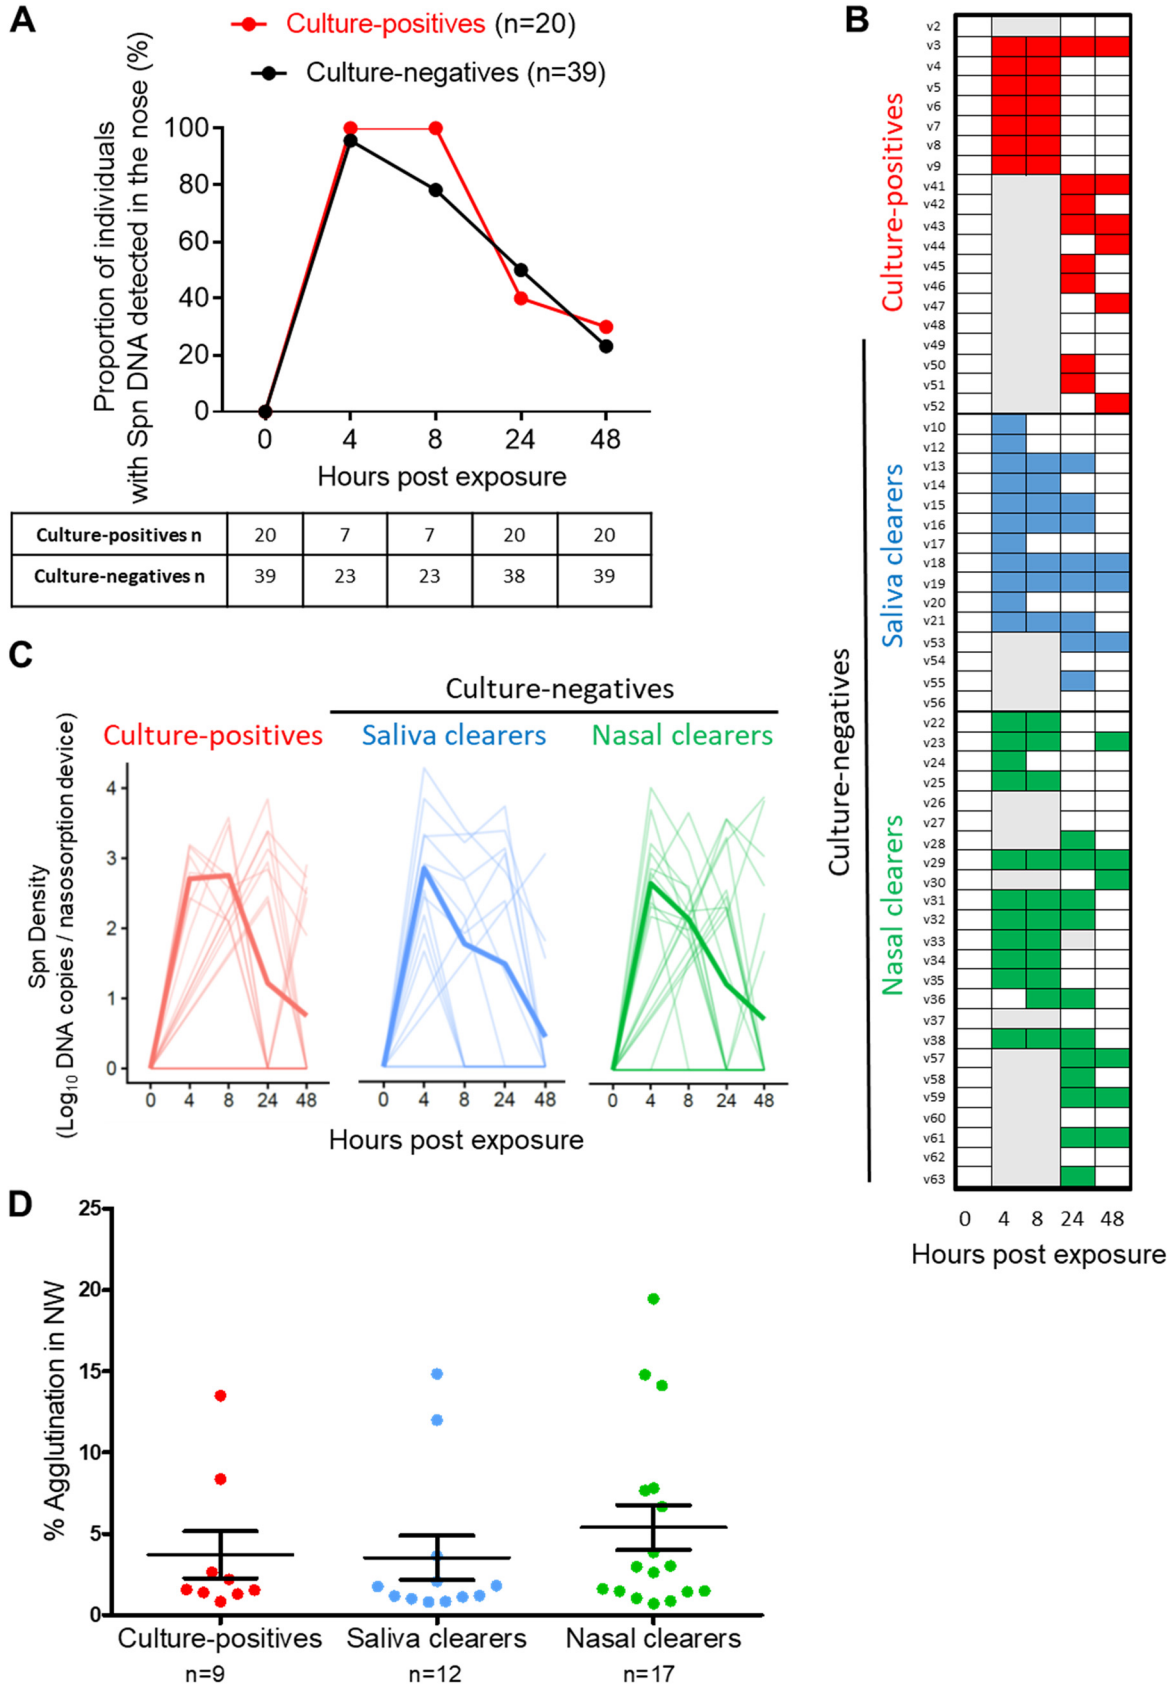 A
Culture-positives (n=20)
Culture-negatives (n=39)
Proportion of individuals
with Spn DNA detected in the nose (%)
100
80
60
40
20
0
0 4 8 24 48
Hours post exposure
Culture-positives n 20 7 7 20 20
Culture-negatives n 39 23 23 38 39
B
Culture-positives
Culture-negatives
Saliva clearers
Nasal clearers
v2
v3
v4
v5
v6
v7
v8
v9
v41
v42
v43
v44
v45
v46
v47
v48
v49
v50
v51
v52
v10
v12
v13
v14
v15
v16
v17
v18
v19
v20
v21
v53
v54
v55
v56
v22
v23
v24
v25
v26
v27
v28
v29
v30
v31
v32
v33
v34
v35
v36
v37
v38
v57
v58
v59
v60
v61
v62
v63
0 4 8 24 48
Hours post exposure
C
Culture-negatives
Culture-positives Saliva clearers Nasal clearers
Spn Density
(Log₁₀ DNA copies / nasosorption device)
4
3
2
1
0
0 4 8 24 48 0 4 8 24 48 0 4 8 24 48
Hours post exposure
D
% Agglutination in NW
25
20
15
10
5
0
Culture-positives Saliva clearers Nasal clearers
n=9 n=12 n=17